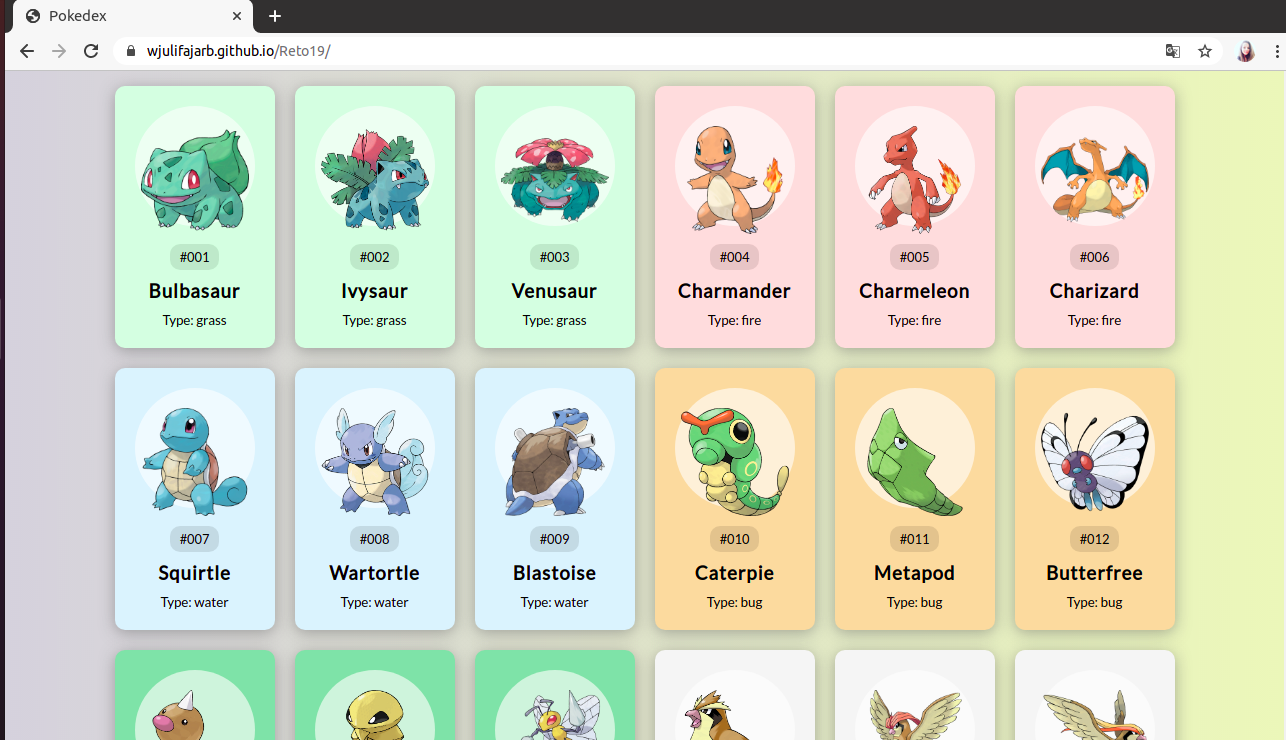 Pokedex
wjulifajarb.github.io/Reto19/
#001 #002 #003 #004 #005 #006
Bulbasaur Ivysaur Venusaur Charmander Charmeleon Charizard
Type: grass Type: grass Type: grass Type: fire Type: fire Type: fire
#007 #008 #009 #010 #011 #012
Squirtle Wartortle Blastoise Caterpie Metapod Butterfree
Type: water Type: water Type: water Type: bug Type: bug Type: bug